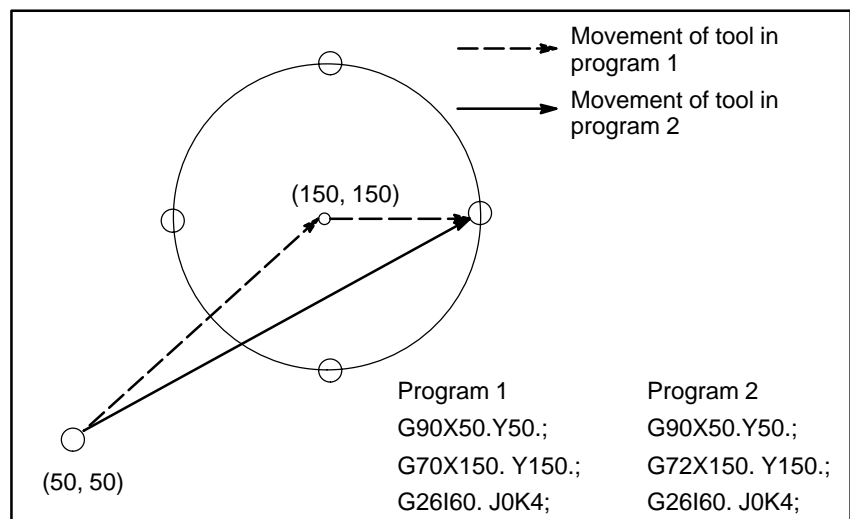 Movement of tool in
program 1
Movement of tool in
program 2
(150, 150)
(50, 50)
Program 1
G90X50.Y50.;
G70X150. Y150.;
G26I60. J0K4;
Program 2
G90X50.Y50.;
G72X150. Y150.;
G26I60. J0K4;